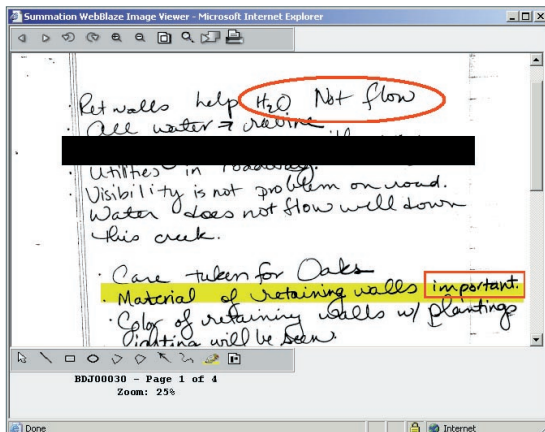 Summation WebBlaze Image Viewer - Microsoft Internet Explorer
· Ret walls help H2O Not flow
· All water → ravine
Utilities in roadway.
· Visibility is not problem on road.
Water does not flow well down
this creek.
· Care taken for Oaks
· Material of retaining walls important.
· Color of retaining walls w/ plantings
lighting will be seen.
BDJ00030 - Page 1 of 4
Zoom: 25%
Done
Internet